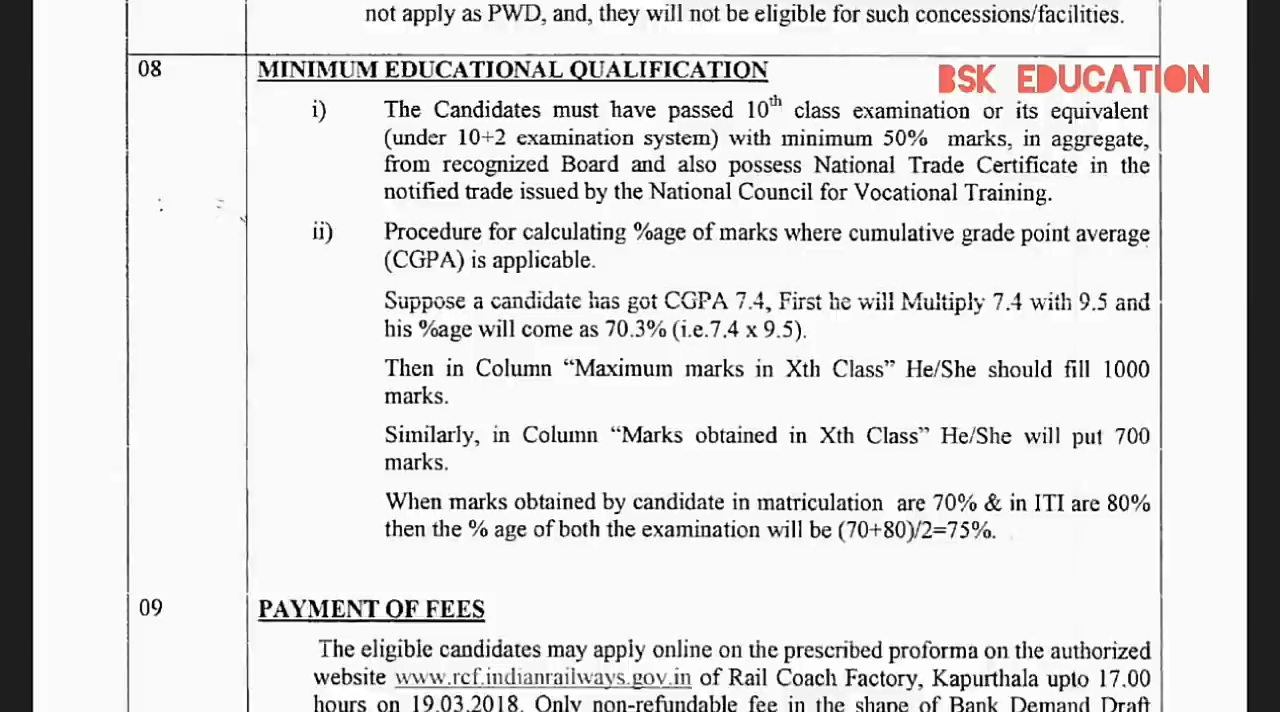 not apply as PWD, and, they will not be eligible for such concessions/facilities.
08
MINIMUM EDUCATIONAL QUALIFICATION
BSK EDUCATION
i) The Candidates must have passed 10th class examination or its equivalent
(under 10+2 examination system) with minimum 50% marks, in aggregate,
from recognized Board and also possess National Trade Certificate in the
notified trade issued by the National Council for Vocational Training.
ii) Procedure for calculating %age of marks where cumulative grade point average
(CGPA) is applicable.
Suppose a candidate has got CGPA 7.4, First he will Multiply 7.4 with 9.5 and
his %age will come as 70.3% (i.e.7.4 x 9.5).
Then in Column “Maximum marks in Xth Class” He/She should fill 1000
marks.
Similarly, in Column “Marks obtained in Xth Class” He/She will put 700
marks.
When marks obtained by candidate in matriculation are 70% & in ITI are 80%
then the % age of both the examination will be (70+80)/2=75%.
09
PAYMENT OF FEES
The eligible candidates may apply online on the prescribed proforma on the authorized
website www.rcf.indianrailways.gov.in of Rail Coach Factory, Kapurthala upto 17.00
hours on 19.03.2018. Only non-refundable fee in the shape of Bank Demand Draft